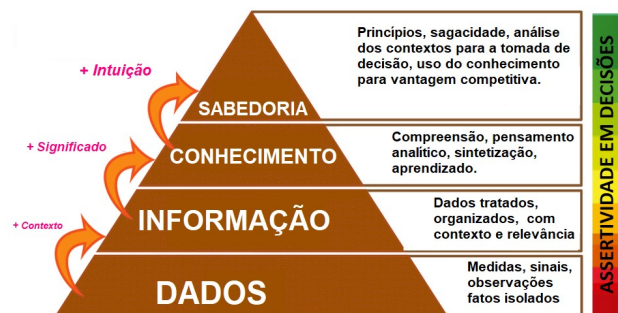 Princípios, sagacidade, análise
dos contextos para a tomada de
decisão, uso do conhecimento
para vantagem competitiva.
+ Intuição
SABEDORIA
Compreensão, pensamento
analítico, sintetização,
aprendizado.
+ Significado
CONHECIMENTO
Dados tratados,
organizados, com
contexto e relevância
+ Contexto
INFORMAÇÃO
Medidas, sinais,
observações
fatos isolados
DADOS
ASSERTIVIDADE EM DECISÕES